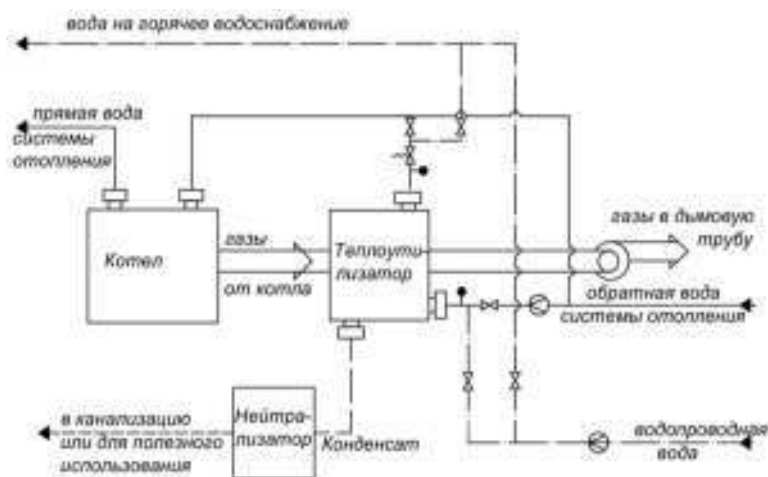 вода на горячее водоснабжение
прямая вода
системы
отопления
Котел
газы
от котла
Теплоути-
лизатор
газы в дымовую
трубу
обратная вода
системы отопления
в канализацию
или для полезного
использования
Нейтра-
лизатор
Конденсат
водопроводная
вода